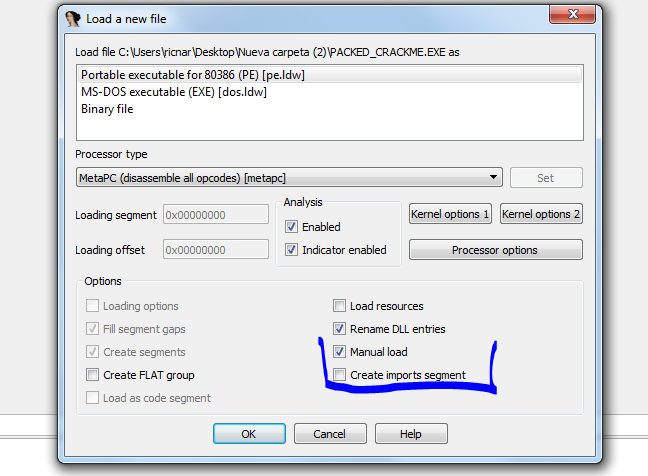 Load a new file
Load file C:\Users\ricnar\Desktop\Nueva carpeta (2)\PACKED_CRACKME.EXE as
Portable executable for 80386 (PE) [pe.ldw]
MS-DOS executable (EXE) [dos.ldw]
Binary file
Processor type
MetaPC (disassemble all opcodes) [metapc]
Set
Analysis
Loading segment 0x00000000
Enabled
Kernel options 1 Kernel options 2
Loading offset 0x00000000
Indicator enabled
Processor options
Options
Loading options
Load resources
Fill segment gaps
Rename DLL entries
Create segments
Manual load
Create FLAT group
Create imports segment
Load as code segment
OK Cancel Help